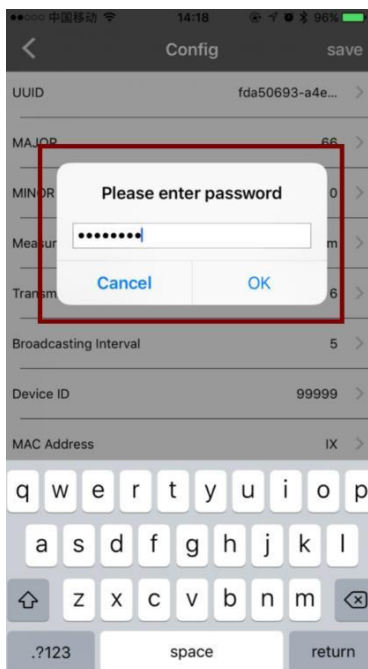 中国移动 14:18 96%
Config save
UUID fda50693-a4e...
MAJOR 66
MINOR 0
Please enter password
••••••••
Measur m
Cancel OK
Transm 6
Broadcasting Interval 5
Device ID 99999
MAC Address IX
q w e r t y u i o p
a s d f g h j k l
z x c v b n m
.?123 space return